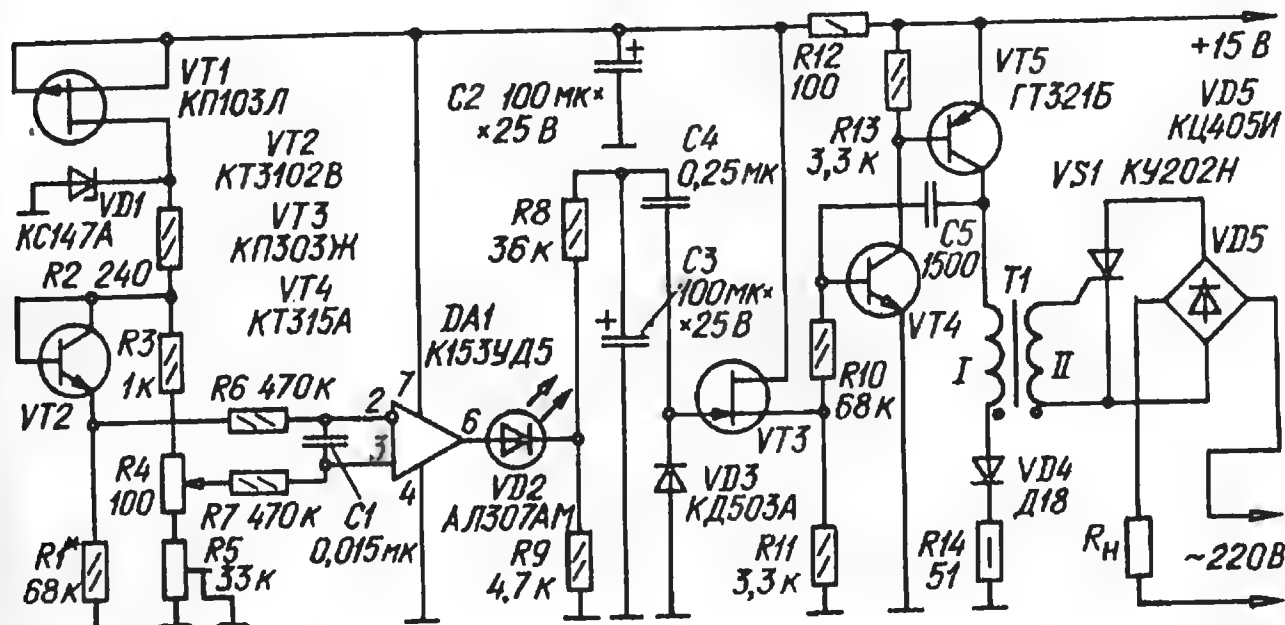 VT1
КП103Л
VT2
КТ3102В
VT3
КП303Ж
VT4
КТ315А
VD1
КС147А
R2 240
R3
1к
VT2
R6 470к
R4
100
R7 470к
C1
0,015мк
R1*
68к
R5
33к
DA1
К153УД5
2
7
3
4
6
VD2
АЛ307АМ
R9
4,7к
R8
36к
+
C2 100мк×
×25В
C4
0,25мк
C3
100мк×
×25В
+
VD3
КД503А
VT3
R10
68к
R11
3,3к
R12
100
R13
3,3к
VT5
ГТ321Б
C5
1500
VT4
T1
I
II
VD4
Д18
R14
51
+15В
VD5
КЦ405И
VS1 КУ202Н
VD5
Rн
~220В